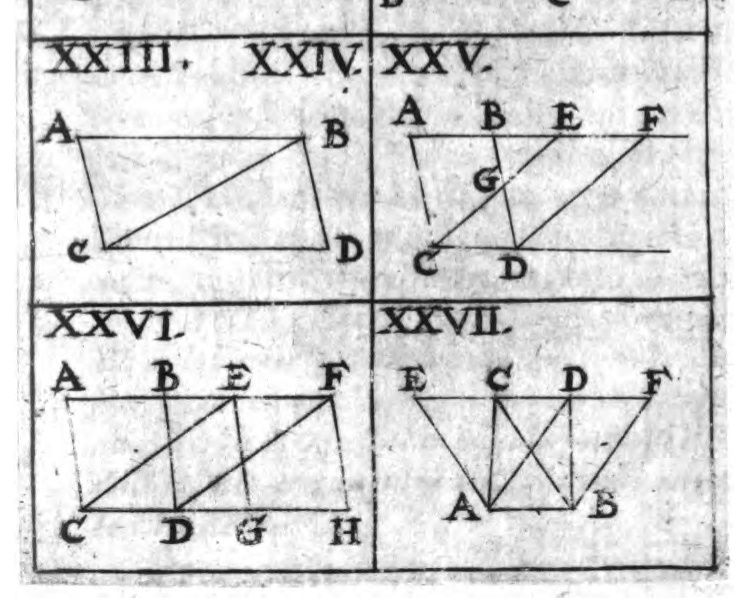 B C
XXIII. XXIV.
A B
C D
XXV.
A B E F
G
C D
XXVI.
A B E F
C D G H
XXVII.
E C D F
A B